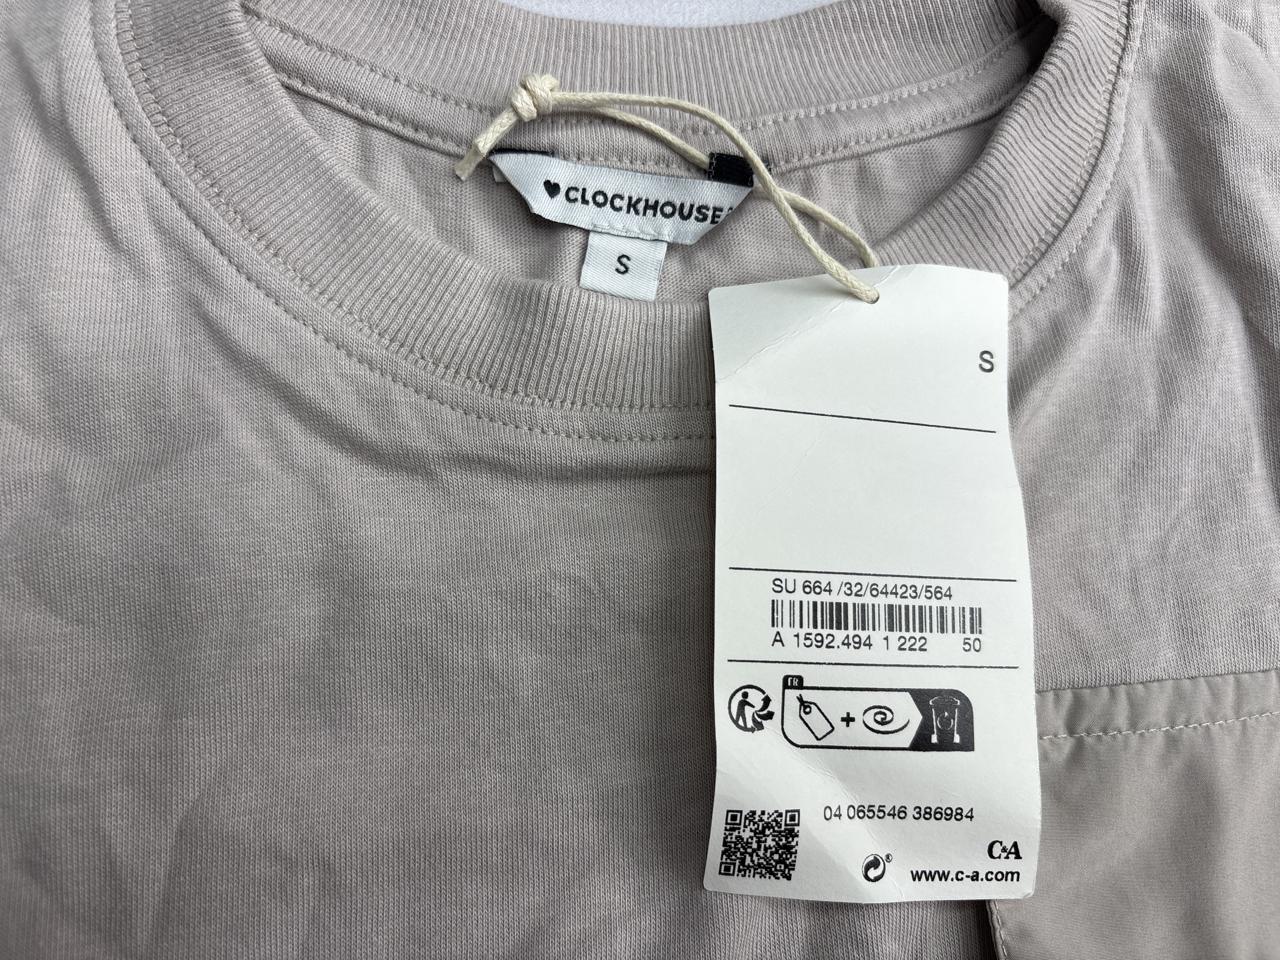 CLOCKHOUSE
S
S
SU 664 /32/64423/564
A 1592.494 1 222 50
FR
04 065546 386984
C&A
www.c-a.com